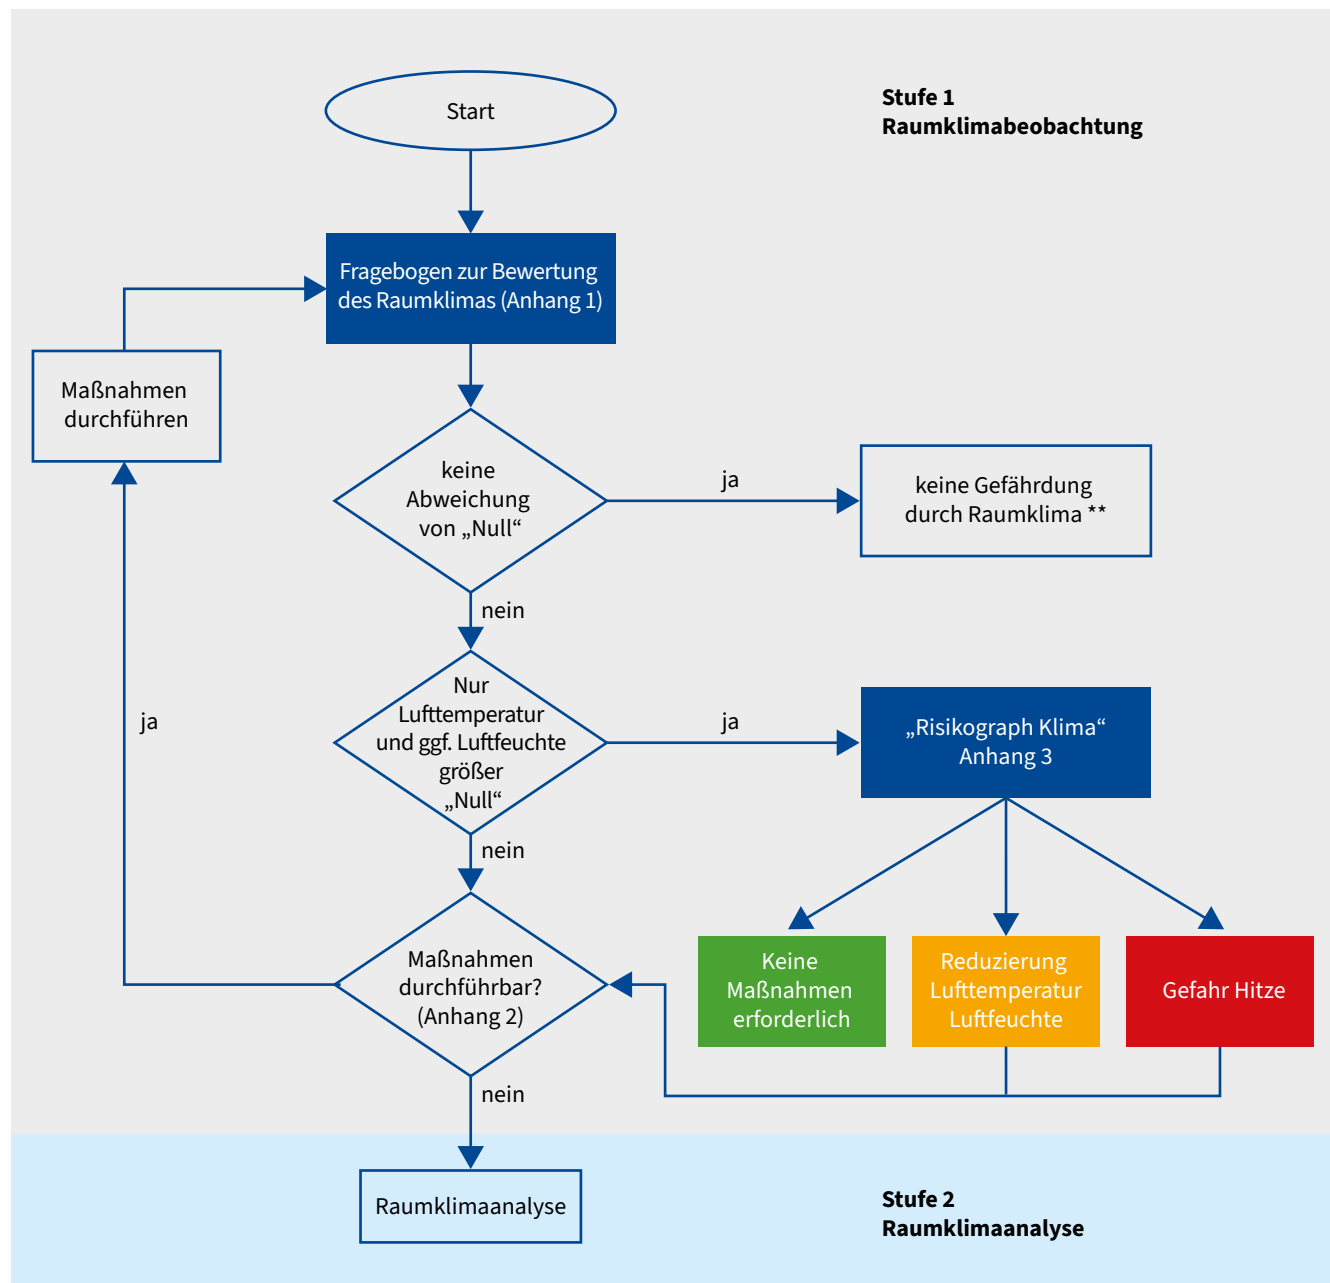 Start
Stufe 1
Raumklimabeobachtung
Fragebogen zur Bewertung
des Raumklimas (Anhang 1)
Maßnahmen
durchführen
keine
Abweichung
von „Null“
ja
keine Gefährdung
durch Raumklima **
nein
Nur
Lufttemperatur
und ggf. Luftfeuchte
größer
„Null“
ja
ja
„Risikograph Klima“
Anhang 3
nein
Maßnahmen
durchführbar?
(Anhang 2)
Keine
Maßnahmen
erforderlich
Reduzierung
Lufttemperatur
Luftfeuchte
Gefahr Hitze
nein
Raumklimaanalyse
Stufe 2
Raumklimaanalyse